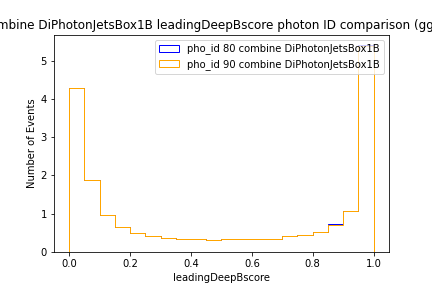 mbine DiPhotonJetsBox1B leadingDeepBscore photon ID comparison (gg
pho_id 80 combine DiPhotonJetsBox1B
pho_id 90 combine DiPhotonJetsBox1B
Number of Events
5
4
3
2
1
0
0.0 0.2 0.4 0.6 0.8 1.0
leadingDeepBscore